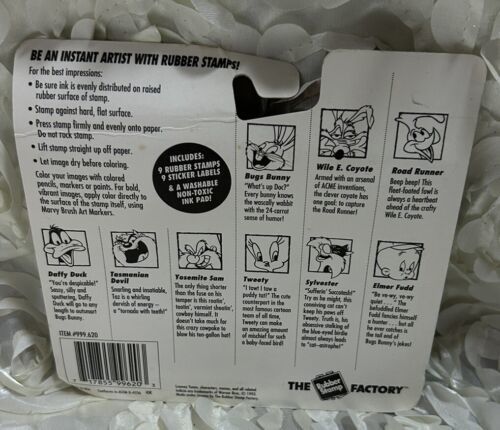 BE AN INSTANT ARTIST WITH RUBBER STAMPS!
For the best impressions:
• Be sure ink is evenly distributed on raised
rubber surface of stamp.
• Stamp against hard, flat surface.
• Press stamp firmly and evenly onto paper.
Do not rock stamp.
• Lift stamp straight up off paper.
• Let image dry before coloring.
Color your images with colored
pencils, markers or paints. For bold,
vibrant images, apply color directly to
the surface of the stamp itself, using
Marvy Brush Art Markers.
INCLUDES:
9 RUBBER STAMPS
9 STICKER LABELS
& A WASHABLE
NON-TOXIC
INK PAD!
Bugs Bunny
"What's up Doc?"
Every bunny knows
the wascally wabbit
with the 24-carrot
sense of humor!
Wile E. Coyote
Armed with an arsenal
of ACME inventions,
the clever coyote has
one goal: to capture
the Road Runner!
Road Runner
Beep beep! This
fleet-footed fowl is
always a heartbeat
ahead of the crafty
Wile E. Coyote.
Daffy Duck
"You're despicable!"
Sassy, silly and
sputtering, Daffy
Duck will go to any
length to outsmart
Bugs Bunny.
Tasmanian
Devil
Snarling and insatiable,
Taz is a whirling
dervish of energy –
a "tornado with teeth!"
Yosemite Sam
The only thing shorter
than the fuse on his
temper is this rootin',
tootin', varmint shootin',
cowboy himself. It
doesn't take much for
this crazy cowpoke to
blow his ten-gallon hat!
Tweety
"I tow! I taw a
puddy tat!" The cute
counterpart in the
most famous cartoon
team of all time,
Tweety can make an
amazing amount of
mischief for such
a baby-faced bird!
Sylvester
"Sufferin' Succotash!"
Try as he might, this
conniving cat can't
keep his paws off
Tweety. Trush, is, his
obsessive stalking of
the blue-eyed birdie
almost always leads
to "cat-astrophe!"
Elmer Fudd
"Be ve-wy, ve-wy
quiet . . ." The
befuddled Elmer
Fudd fancies himself
a hunter . . . but all
he ever catches is
the tail end of
Bugs Bunny's jokes!
ITEM #999.620
7 17855 99620 3
THE Rubber Stamp FACTORY™